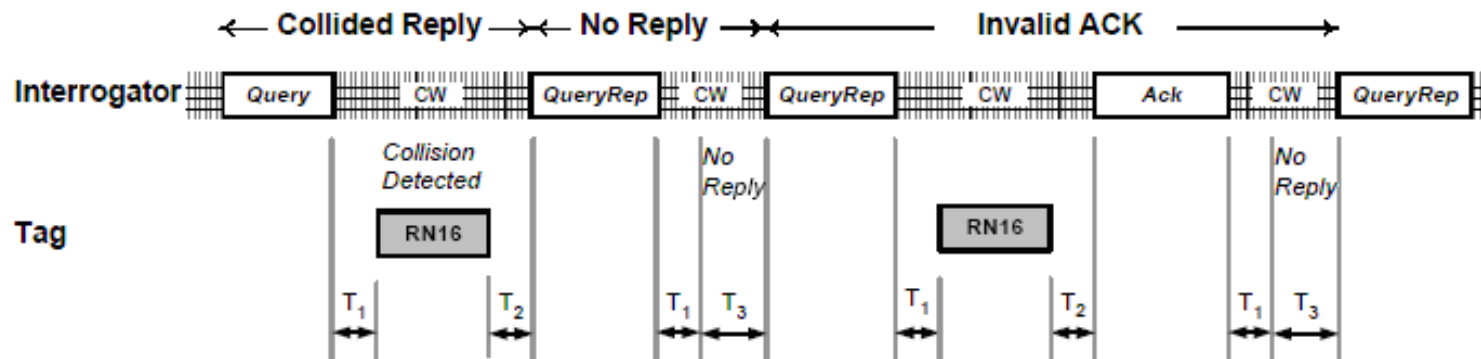 Collided Reply No Reply Invalid ACK
Interrogator Query CW QueryRep CW QueryRep CW Ack CW QueryRep
Collision No No
Detected Reply Reply
Tag RN16 RN16
T1 T2 T1 T3 T1 T2 T1 T3